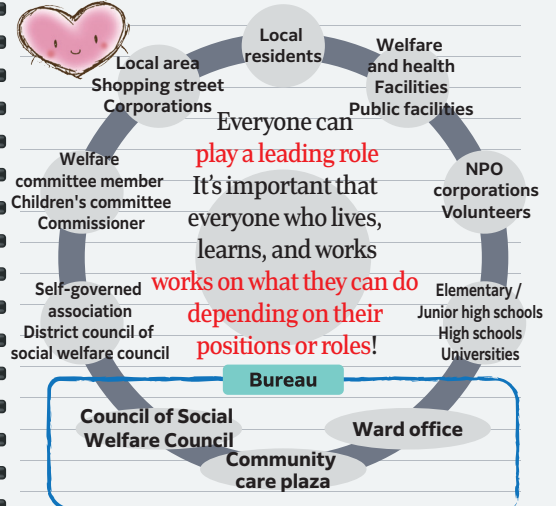 Local
residents
Welfare
and health
Facilities
Public facilities
NPO
corporations
Volunteers
Elementary /
Junior high schools
High schools
Universities
Local area
Shopping street
Corporations
Welfare
committee member
Children's committee
Commissioner
Self-governed
association
District council of
social welfare council
Everyone can
play a leading role
It's important that
everyone who lives,
learns, and works
works on what they can do
depending on their
positions or roles!
Bureau
Council of Social
Welfare Council
Ward office
Community
care plaza